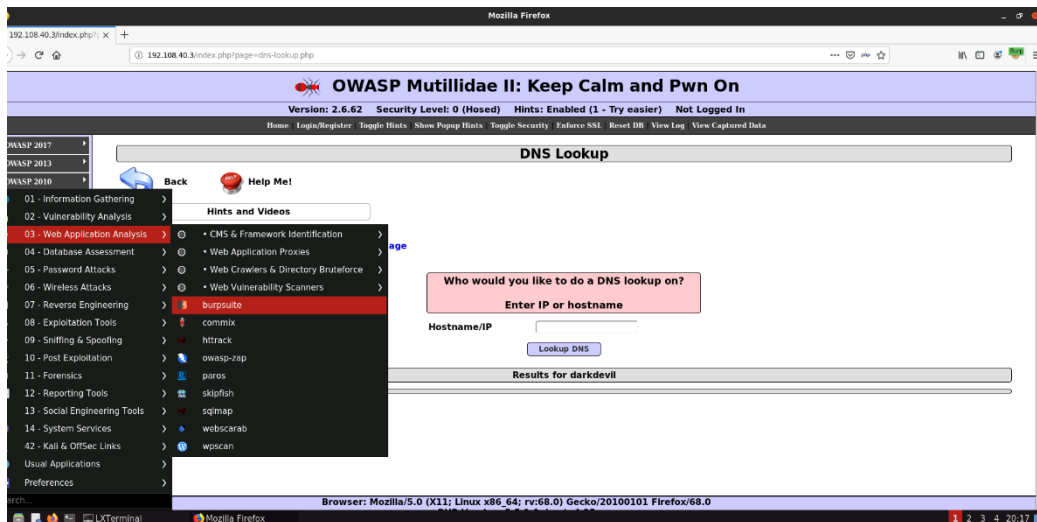 Mozilla Firefox
192.108.40.3/index.php?
192.108.40.3/index.php?page=dns-lookup.php
Burp
OWASP Mutillidae II: Keep Calm and Pwn On
Version: 2.6.62 Security Level: 0 (Hosed) Hints: Enabled (1 - Try easier) Not Logged In
Home Login/Register Toggle Hints Show Popup Hints Toggle Security Enforce SSL Reset DB View Log View Captured Data
OWASP 2017
OWASP 2013
OWASP 2010
DNS Lookup
Back
Help Me!
Hints and Videos
01 - Information Gathering
02 - Vulnerability Analysis
03 - Web Application Analysis
04 - Database Assessment
05 - Password Attacks
06 - Wireless Attacks
07 - Reverse Engineering
08 - Exploitation Tools
09 - Sniffing & Spoofing
10 - Post Exploitation
11 - Forensics
12 - Reporting Tools
13 - Social Engineering Tools
14 - System Services
42 - Kali & OffSec Links
Usual Applications
Preferences
arch...
• CMS & Framework Identification
• Web Application Proxies
• Web Crawlers & Directory Bruteforce
• Web Vulnerability Scanners
burpsuite
commix
httrack
owasp-zap
paros
skipfish
sqlmap
webscarab
wpscan
age
Who would you like to do a DNS lookup on?
Enter IP or hostname
Hostname/IP
Lookup DNS
Results for darkdevil
Browser: Mozilla/5.0 (X11; Linux x86_64; rv:68.0) Gecko/20100101 Firefox/68.0
LXTerminal
Mozilla Firefox
1 2 3 4 20:17